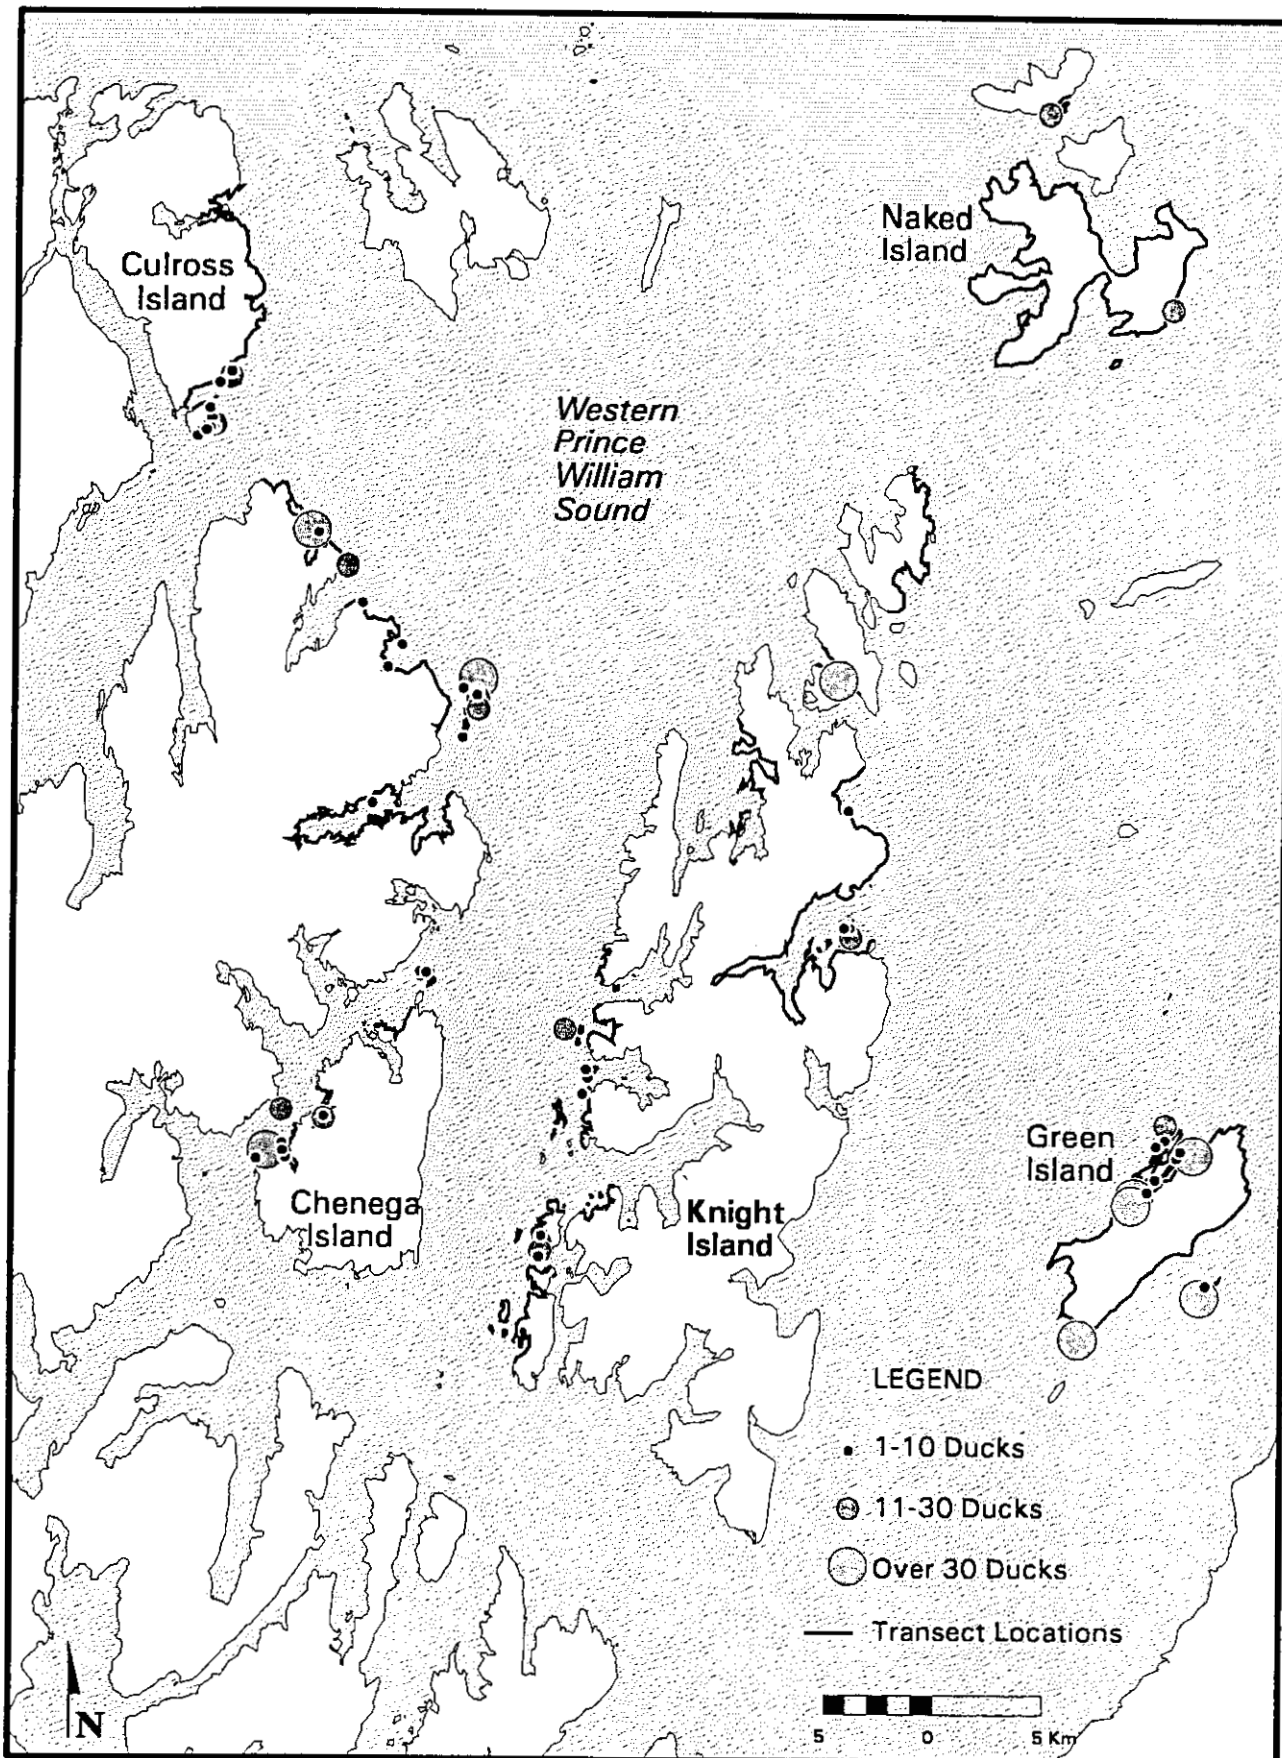 Naked
Island
Culross
Island
Western
Prince
William
Sound
Green
Island
Chenega
Island
Knight
Island
LEGEND
1-10 Ducks
11-30 Ducks
Over 30 Ducks
Transect Locations
N
5 0 5 Km